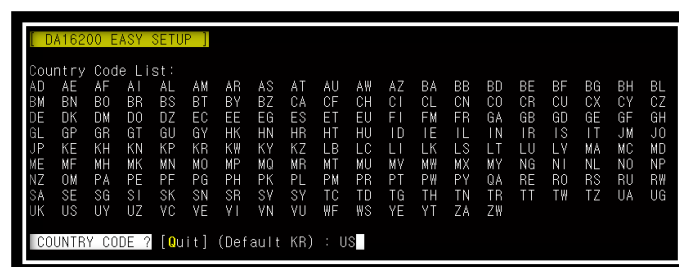 [ DA16200 EASY SETUP ]
Country Code List:
AD AE AF AI AL AM AR AS AT AU AW AZ BA BB BD BE BF BG BH BL
BM BN BO BR BS BT BY BZ CA CF CH CI CL CN CO CR CU CX CY CZ
DE DK DM DO DZ EC EE EG ES ET EU FI FM FR GA GB GD GE GF GH
GL GP GR GT GU GY HK HN HR HT HU ID IE IL IN IR IS IT JM JO
JP KE KH KN KP KR KW KY KZ LB LC LI LK LS LT LU LV MA MC MD
ME MF MH MK MN MO MP MQ MR MT MU MV MW MX MY NG NI NL NO NP
NZ OM PA PE PF PG PH PK PL PM PR PT PW PY QA RE RO RS RU RW
SA SE SG SI SK SN SR SY SY TC TD TG TH TN TR TT TW TZ UA UG
UK US UY UZ VC VE VI VN VU WF WS YE YT ZA ZW
COUNTRY CODE ? [Quit] (Default KR) : US